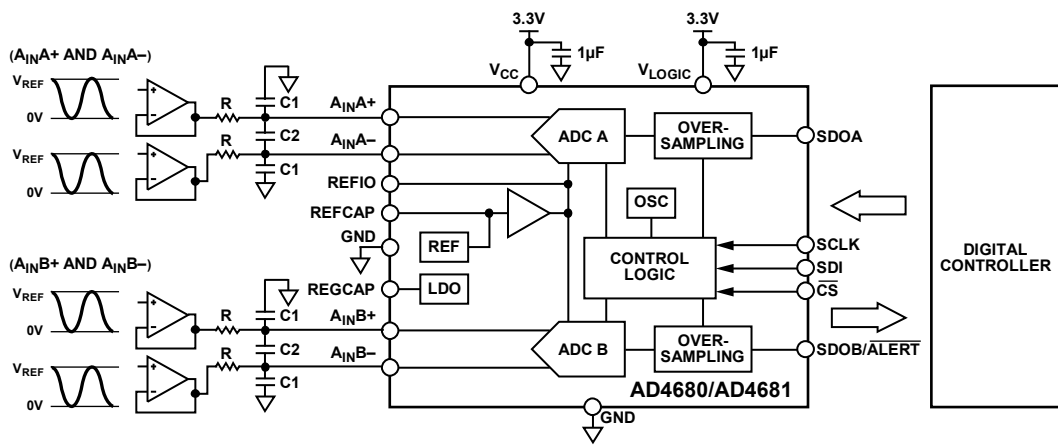 3.3V
3.3V
1µF
1µF
VCC
VLOGIC
(AINA+ AND AINA–)
VREF
0V
VREF
0V
+
–
+
–
R
R
C1
C2
C1
AINA+
AINA–
REFIO
REFCAP
GND
REGCAP
AINB+
AINB–
(AINB+ AND AINB–)
VREF
0V
VREF
0V
+
–
+
–
R
R
C1
C2
C1
ADC A
OVER-
SAMPLING
OSC
REF
LDO
CONTROL
LOGIC
ADC B
OVER-
SAMPLING
AD4680/AD4681
GND
SDOA
SCLK
SDI
CS
SDOB/ALERT
DIGITAL
CONTROLLER